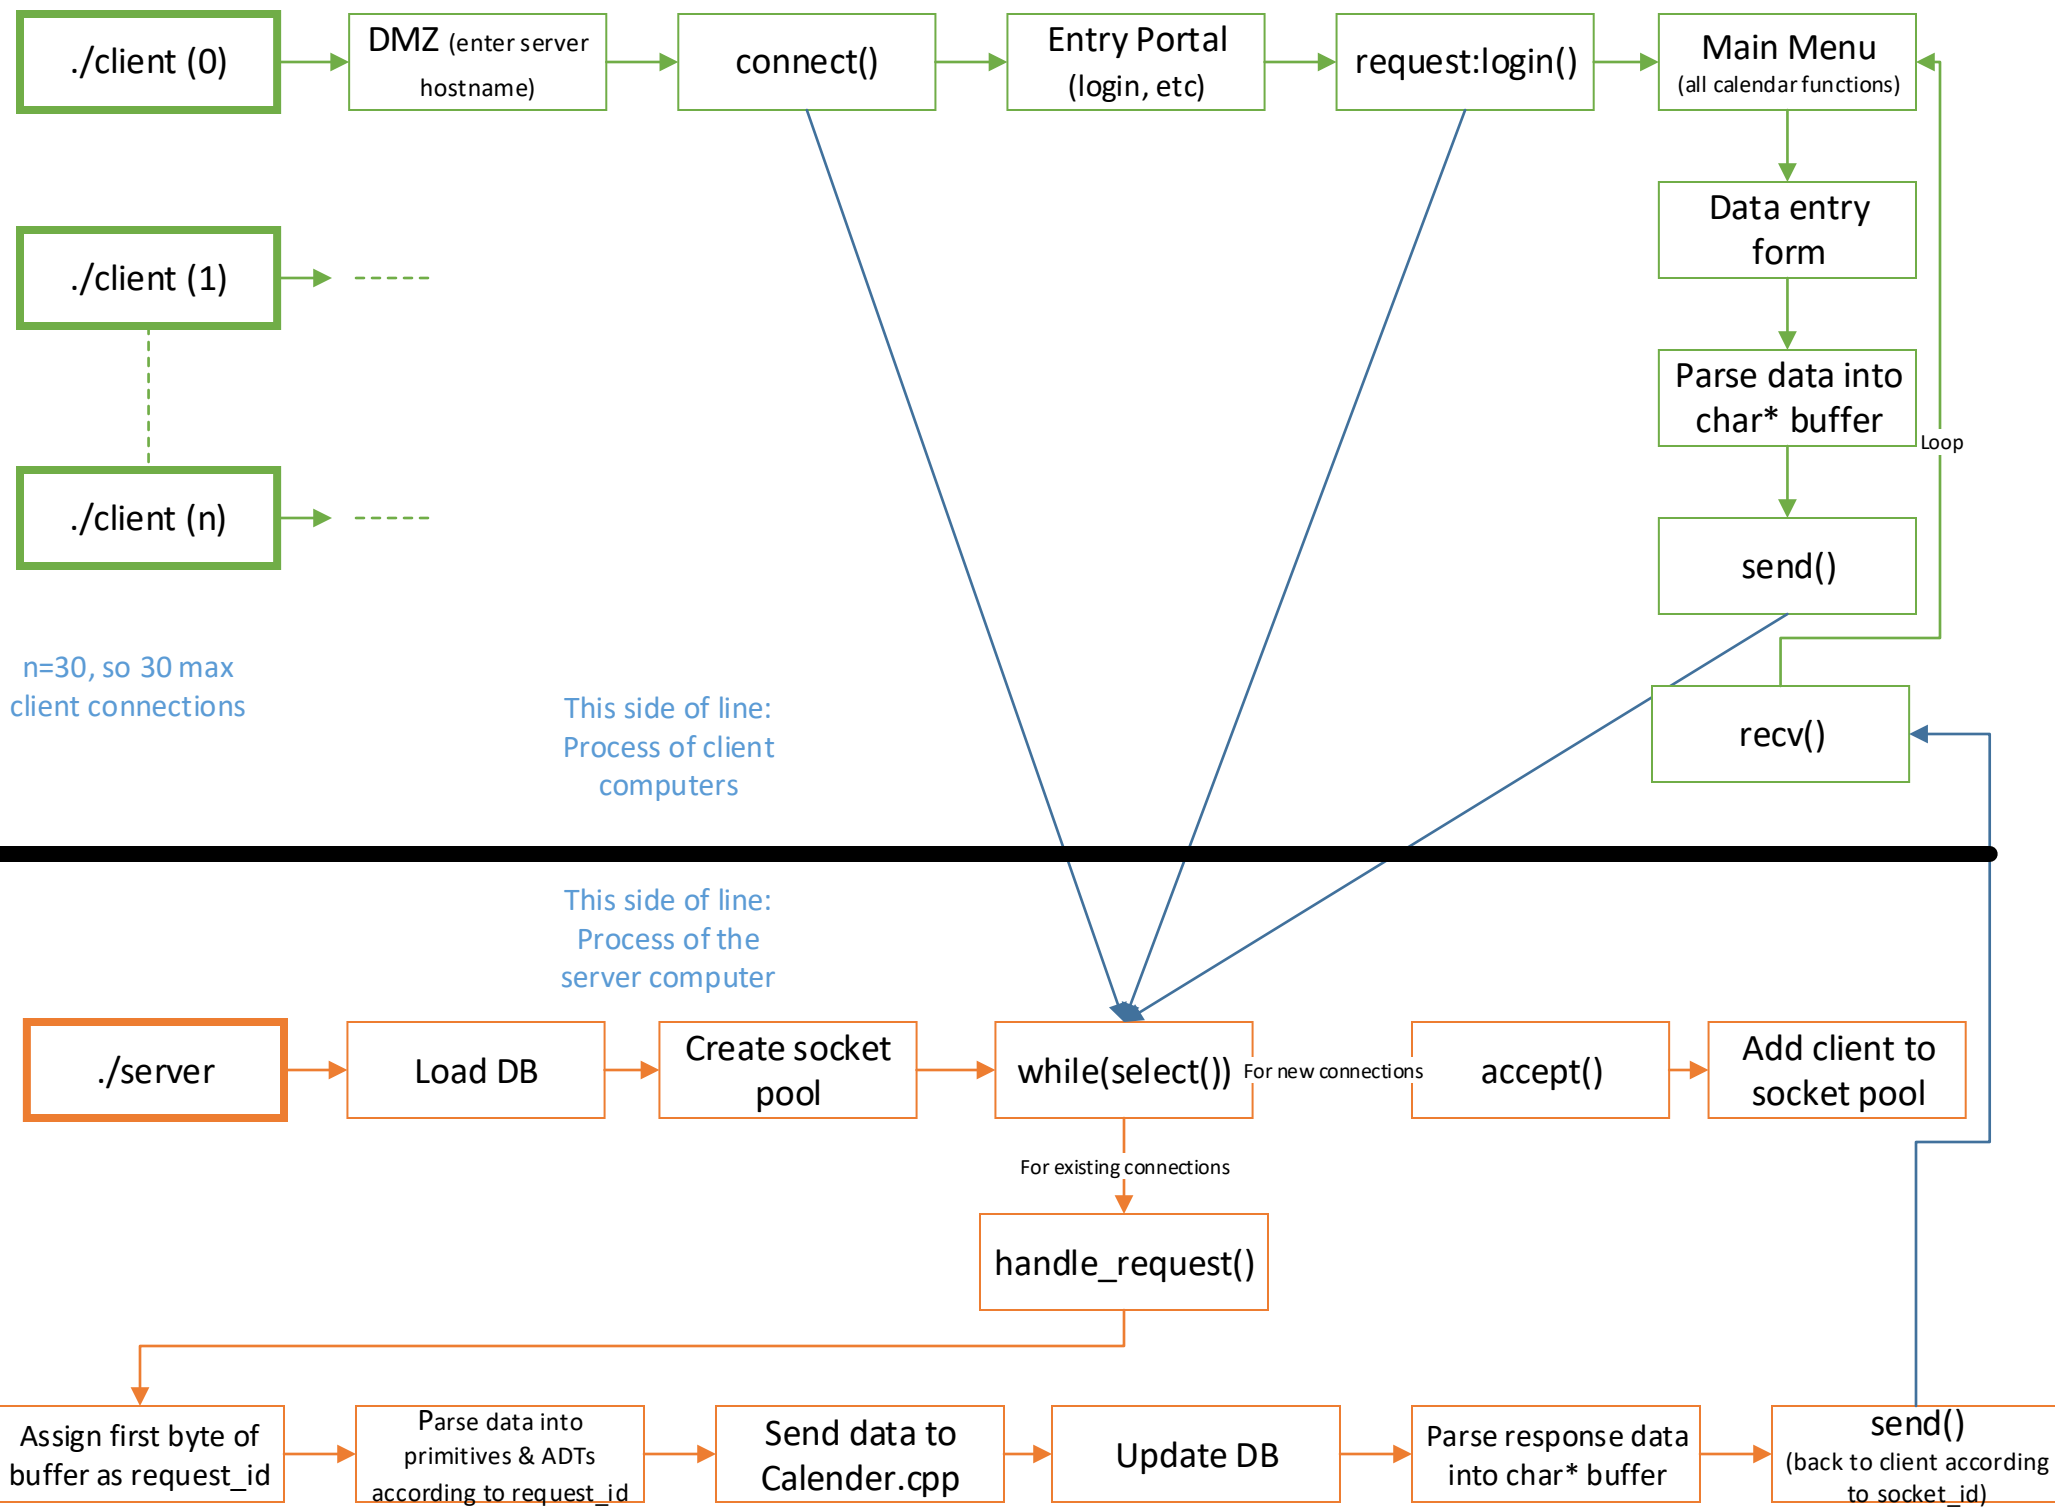 ./client (0)
DMZ (enter server
hostname)
connect()
Entry Portal
(login, etc)
request:login()
Main Menu
(all calendar functions)
Data entry
form
./client (1)
Parse data into
char* buffer
Loop
./client (n)
send()
n=30, so 30 max
client connections
This side of line:
Process of client
computers
recv()
This side of line:
Process of the
server computer
./server
Load DB
Create socket
pool
while(select())
For new connections
accept()
Add client to
socket pool
For existing connections
handle_request()
Assign first byte of
buffer as request_id
Parse data into
primitives & ADTs
according to request_id
Send data to
Calender.cpp
Update DB
Parse response data
into char* buffer
send()
(back to client according
to socket_id)